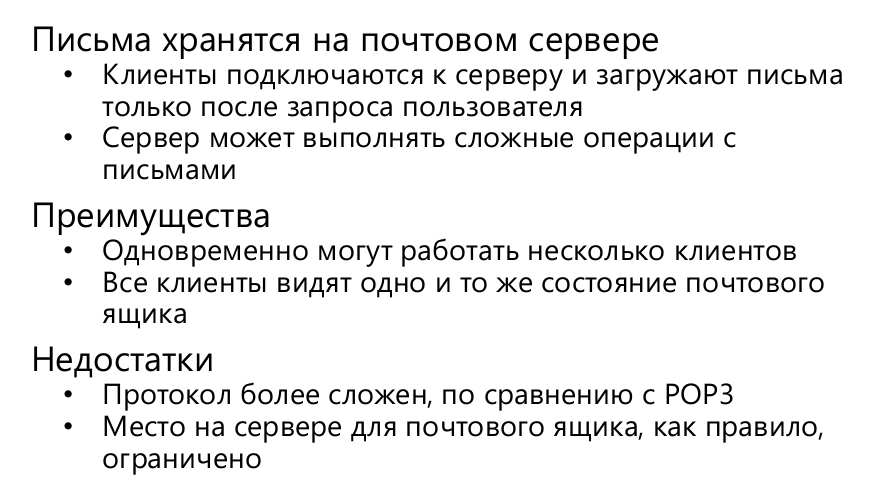 Письма хранятся на почтовом сервере
• Клиенты подключаются к серверу и загружают письма
только после запроса пользователя
• Сервер может выполнять сложные операции с
письмами
Преимущества
• Одновременно могут работать несколько клиентов
• Все клиенты видят одно и то же состояние почтового
ящика
Недостатки
• Протокол более сложен, по сравнению с POP3
• Место на сервере для почтового ящика, как правило,
ограничено